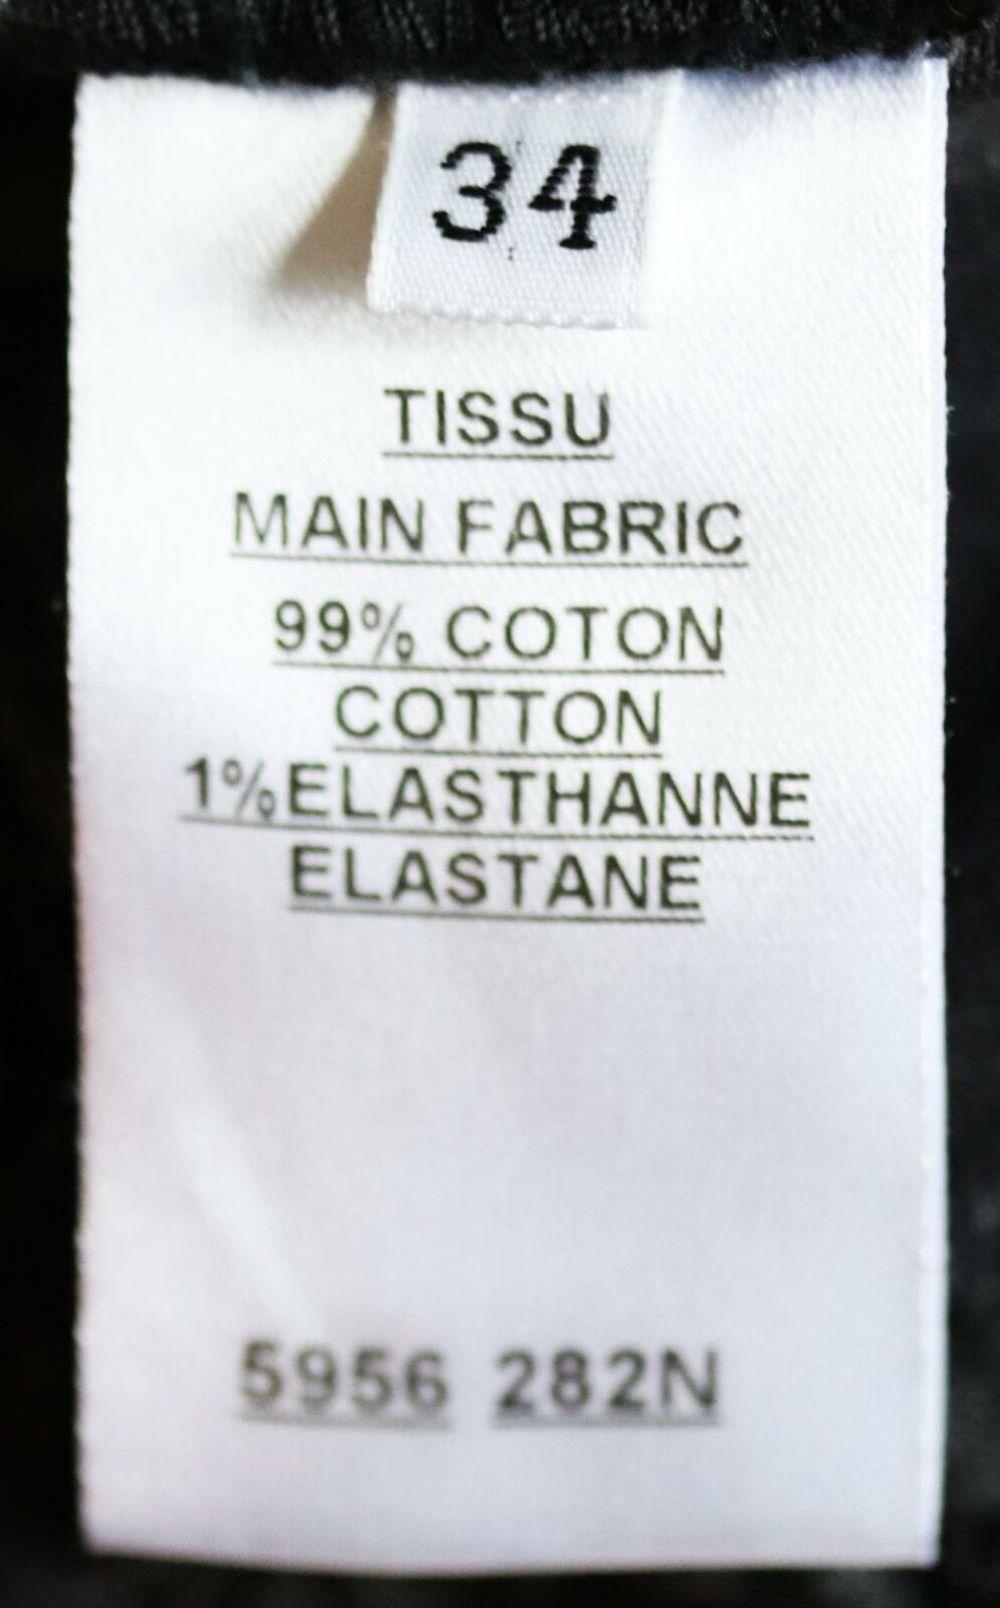 34
TISSU
MAIN FABRIC
99% COTON
COTTON
1%ELASTHANNE
ELASTANE
5956 282N